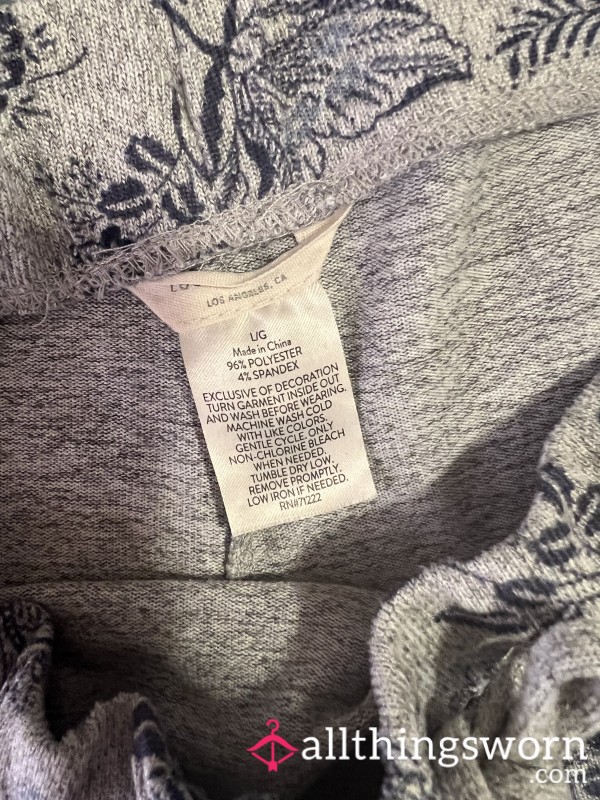 LOS ANGELES, CA
L/G
Made in China
96% POLYESTER
4% SPANDEX
EXCLUSIVE OF DECORATION
TURN GARMENT INSIDE OUT
AND WASH BEFORE WEARING.
MACHINE WASH COLD
WITH LIKE COLORS.
GENTLE CYCLE. ONLY
NON-CHLORINE BLEACH
WHEN NEEDED.
TUMBLE DRY LOW.
REMOVE PROMPTLY.
LOW IRON IF NEEDED.
RN#71222
allthingsworn
.com